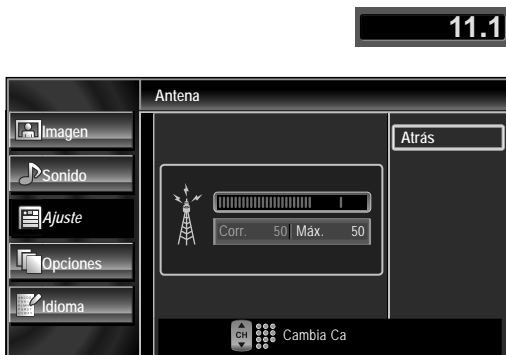 11.1
Antena
Imagen
Atrás
Sonido
Ajuste
Corr. 50 Máx. 50
Opciones
Idioma
CH Cambia Ca